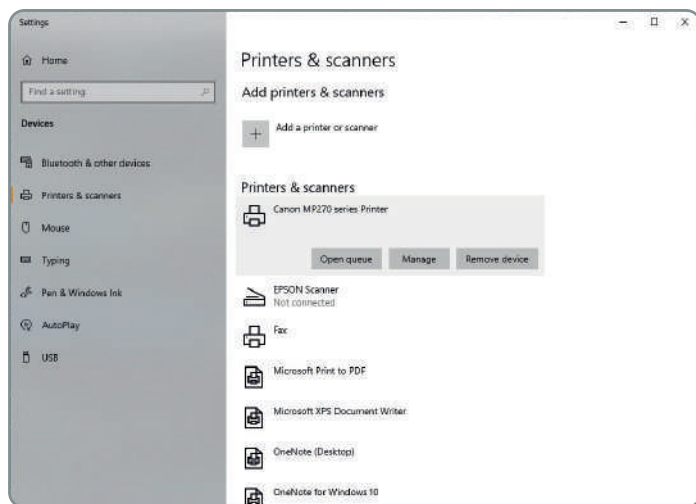 Settings
Home
Find a setting
Devices
Bluetooth & other devices
Printers & scanners
Mouse
Typing
Pen & Windows Ink
AutoPlay
USB
Printers & scanners
Add printers & scanners
Add a printer or scanner
Printers & scanners
Canon MP270 series Printer
Open queue Manage Remove device
EPSON Scanner
Not connected
Fax
Microsoft Print to PDF
Microsoft XPS Document Writer
OneNote (Desktop)
OneNote for Windows 10